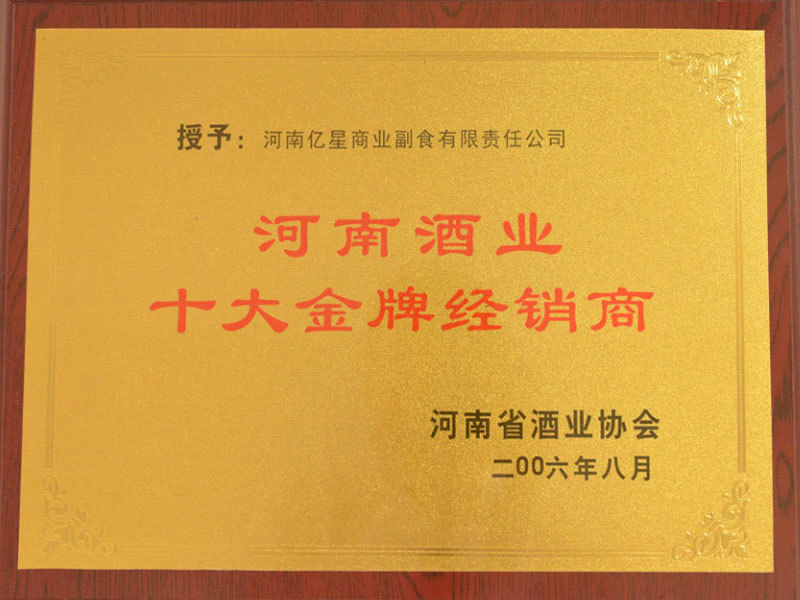 授予：河南亿星商业副食有限责任公司
河南酒业
十大金牌经销商
河南省酒业协会
二00六年八月